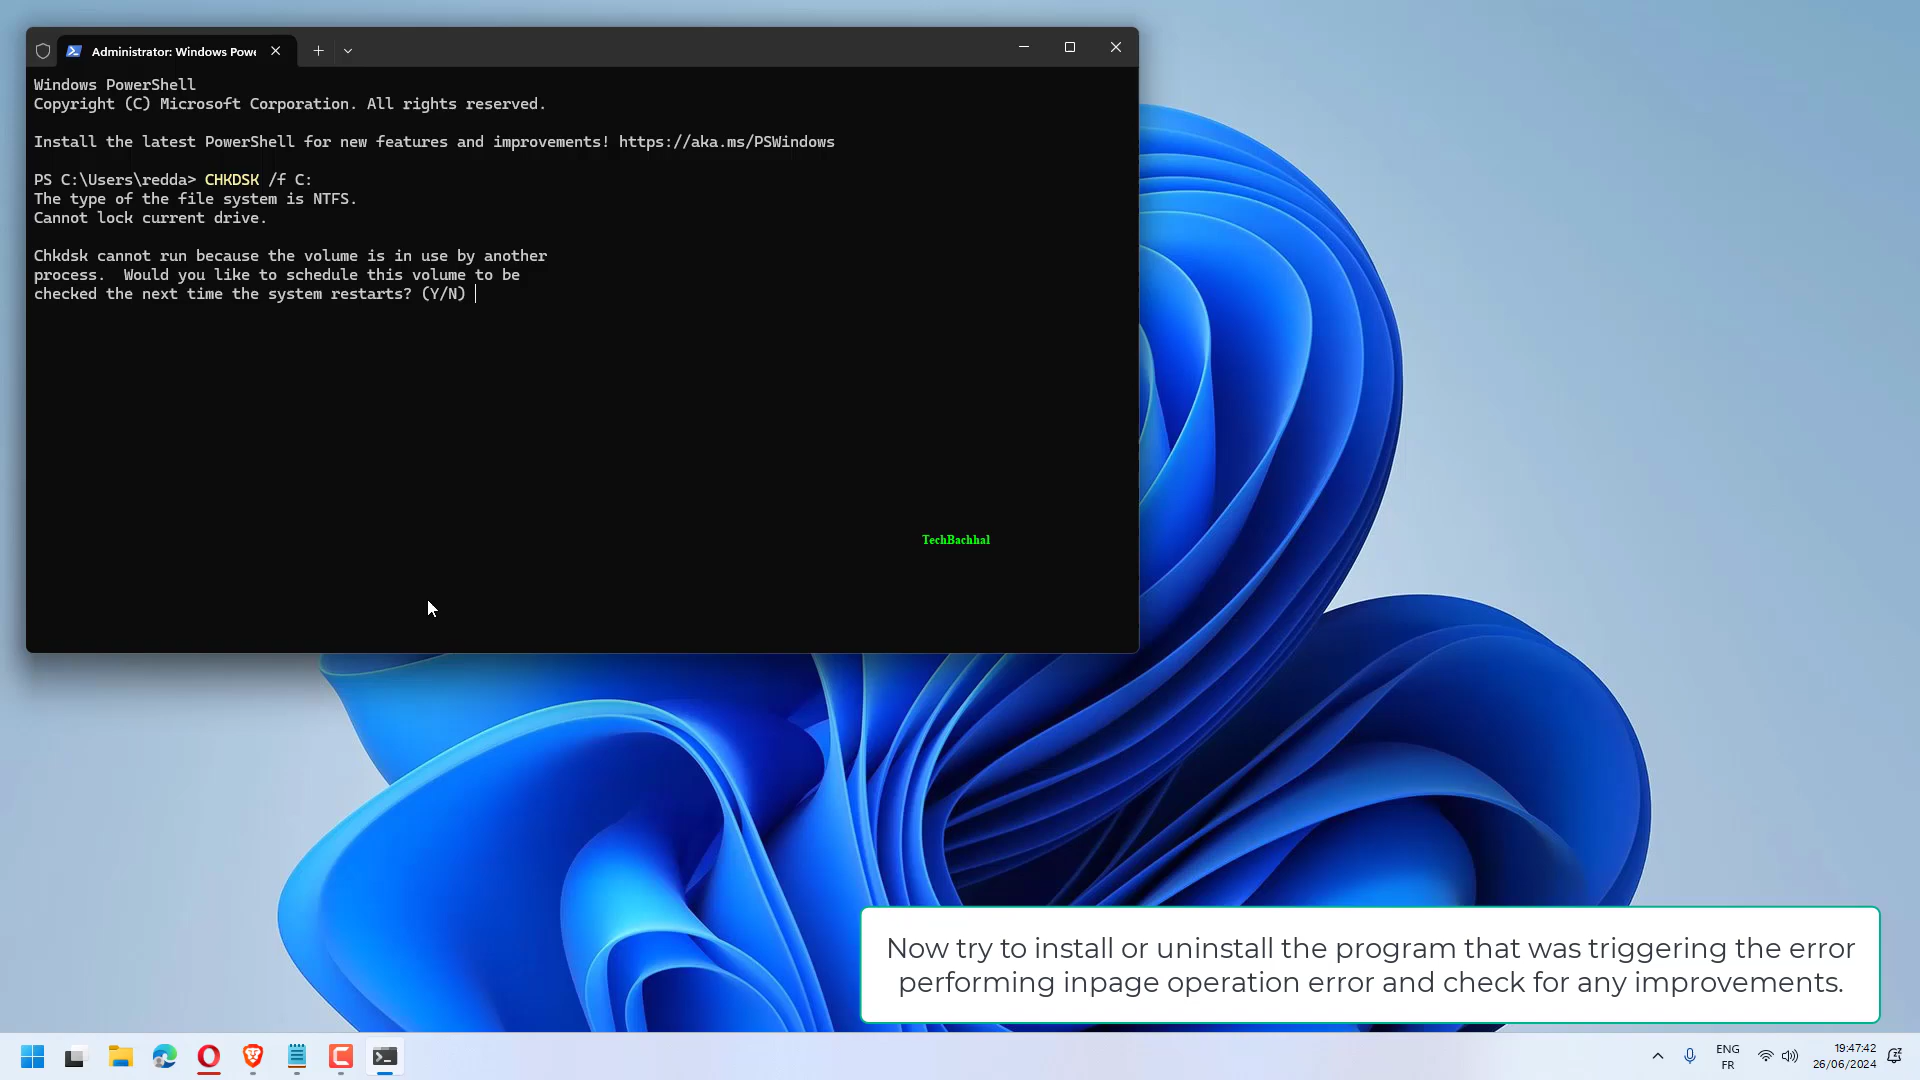 Administrator: Windows Powe
Windows PowerShell
Copyright (C) Microsoft Corporation. All rights reserved.
Install the latest PowerShell for new features and improvements! https://aka.ms/PSWindows
PS C:\Users\redda> CHKDSK /f C:
The type of the file system is NTFS.
Cannot lock current drive.
Chkdsk cannot run because the volume is in use by another
process.  Would you like to schedule this volume to be
checked the next time the system restarts? (Y/N)
TechBachhal
Now try to install or uninstall the program that was triggering the error
performing inpage operation error and check for any improvements.
ENG
FR
19:47:42
26/06/2024